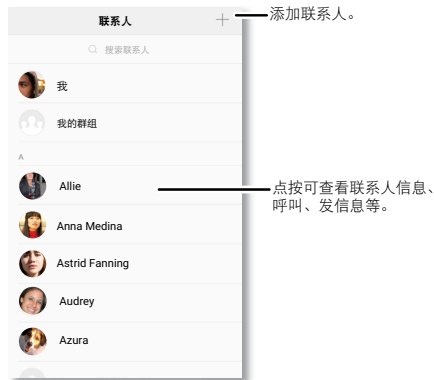 联系人
添加联系人。
搜索联系人
我
我的群组
A
Allie
点按可查看联系人信息、
呼叫、发信息等。
Anna Medina
Astrid Fanning
Audrey
Azura